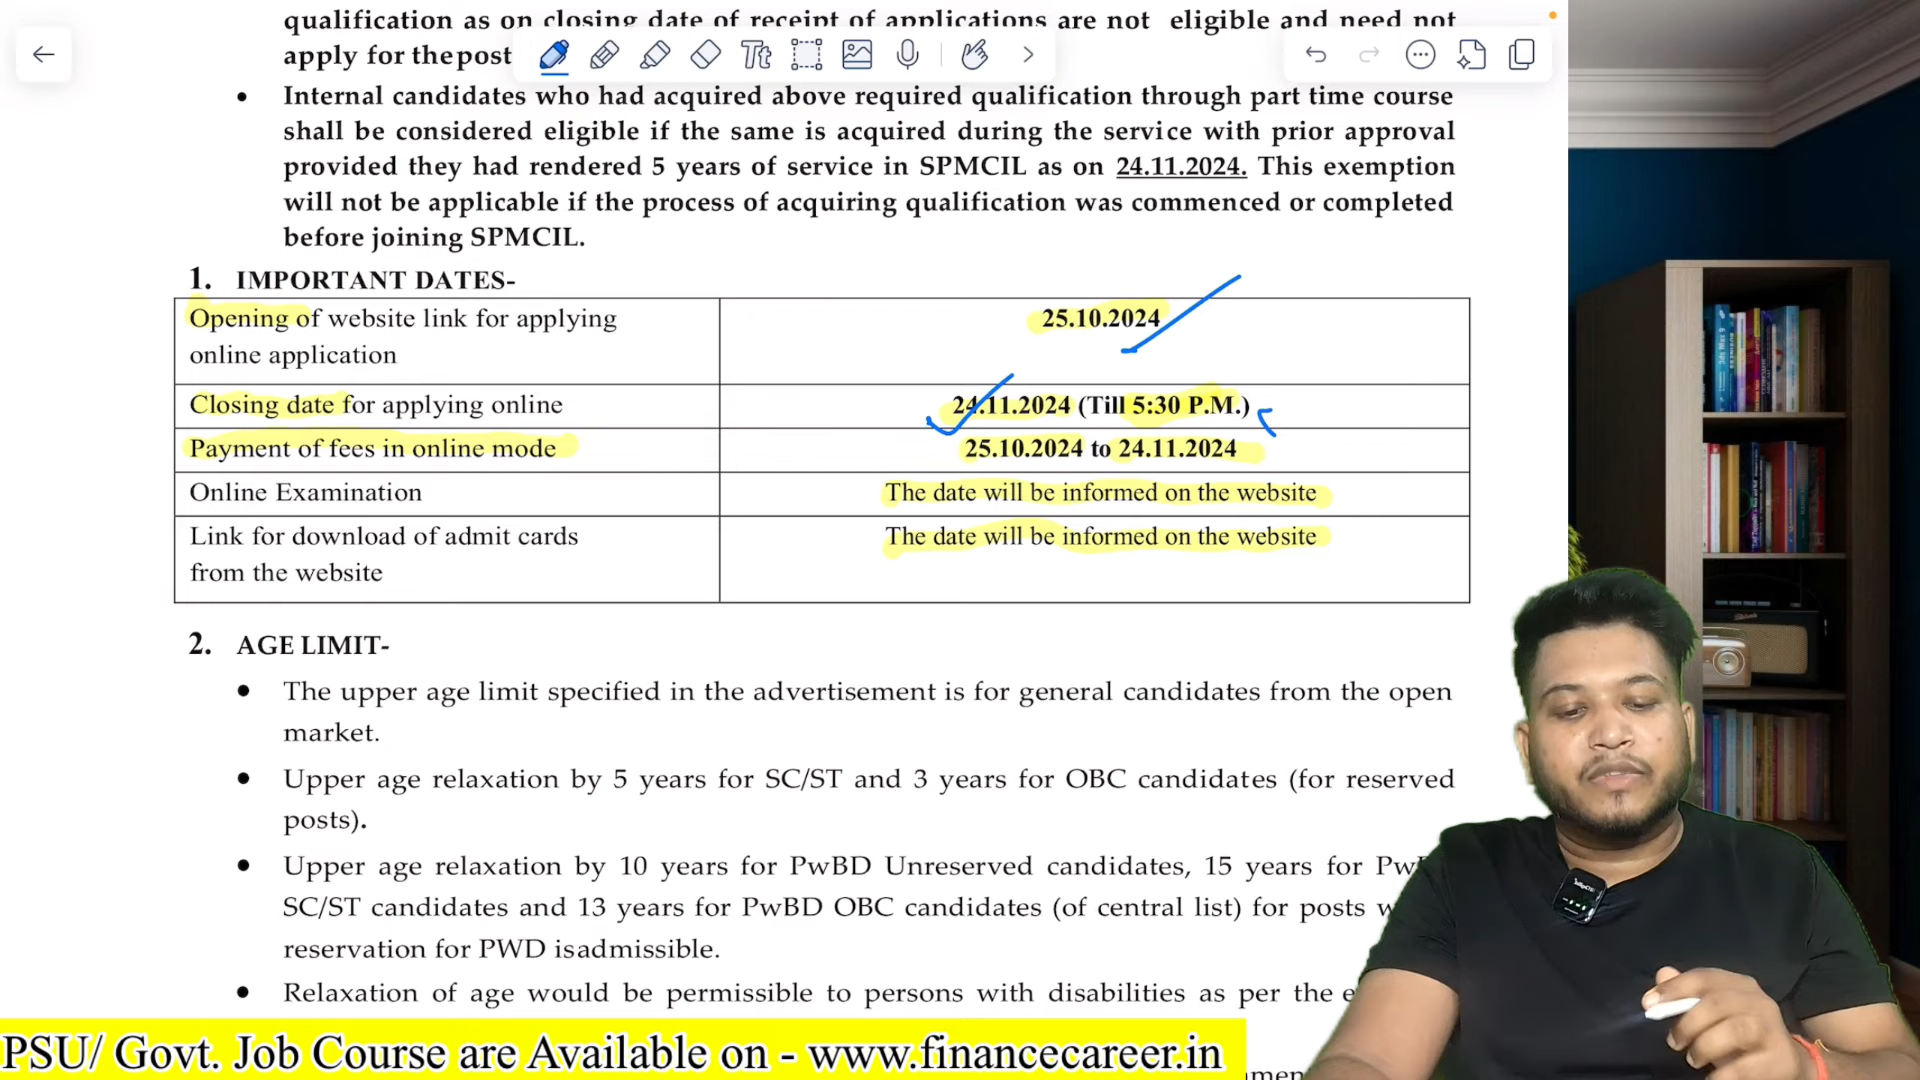 qualification as on closing date of receipt of applications are not eligible and need not
apply for the post
Tt
• Internal candidates who had acquired above required qualification through part time course
shall be considered eligible if the same is acquired during the service with prior approval
provided they had rendered 5 years of service in SPMCIL as on 24.11.2024. This exemption
will not be applicable if the process of acquiring qualification was commenced or completed
before joining SPMCIL.
1. IMPORTANT DATES-
Opening of website link for applying
online application
25.10.2024
Closing date for applying online
24.11.2024 (Till 5:30 P.M.)
Payment of fees in online mode
25.10.2024 to 24.11.2024
Online Examination
The date will be informed on the website
Link for download of admit cards
from the website
The date will be informed on the website
2. AGE LIMIT-
• The upper age limit specified in the advertisement is for general candidates from the open
market.
• Upper age relaxation by 5 years for SC/ST and 3 years for OBC candidates (for reserved
posts).
• Upper age relaxation by 10 years for PwBD Unreserved candidates, 15 years for
SC/ST candidates and 13 years for PwBD OBC candidates (of central list) for posts
reservation for PWD isadmissible.
• Relaxation of age would be permissible to persons with disabilities as per the
PSU/ Govt. Job Course are Available on - www.financecareer.in